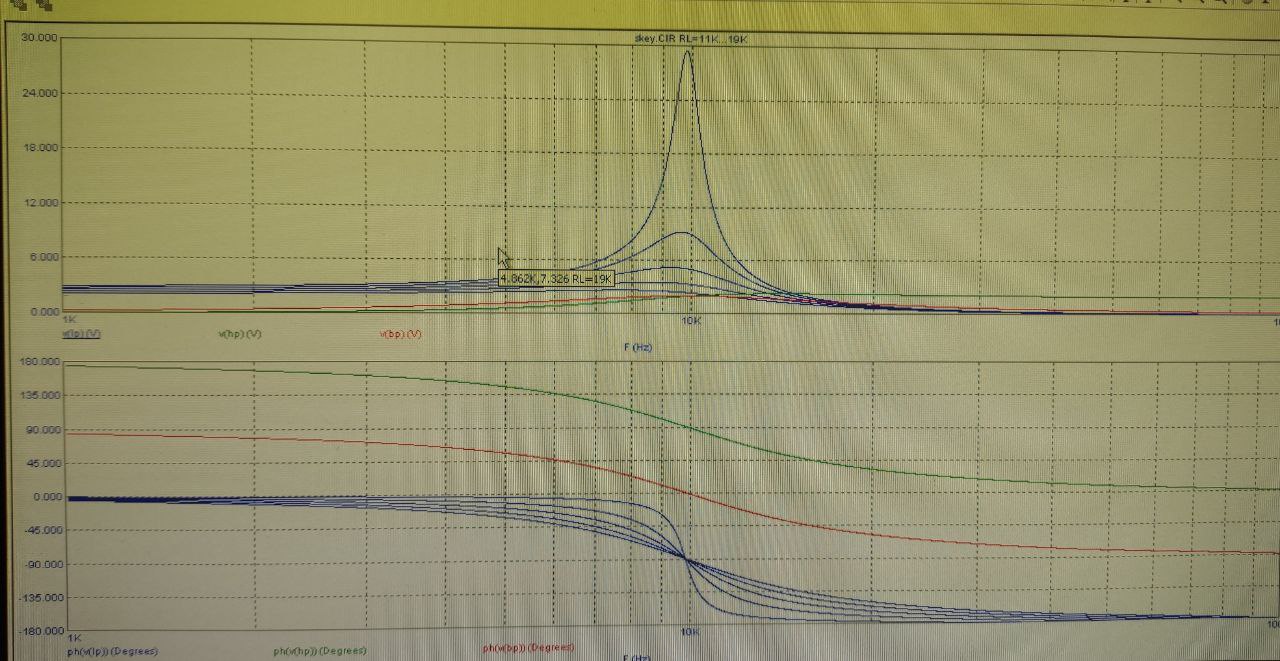 skey.CIR RL=11K...19K
30.000
24.000
18.000
12.000
6.000
4.862K,7.326 RL=19K
0.000
1K 10K
v(lp) (V) v(hp) (V) v(bp) (V)
F (Hz)
180.000
135.000
90.000
45.000
0.000
-45.000
-90.000
-135.000
-180.000
1K 10K
ph(v(lp)) (Degrees) ph(v(hp)) (Degrees) ph(v(bp)) (Degrees)
F (Hz)